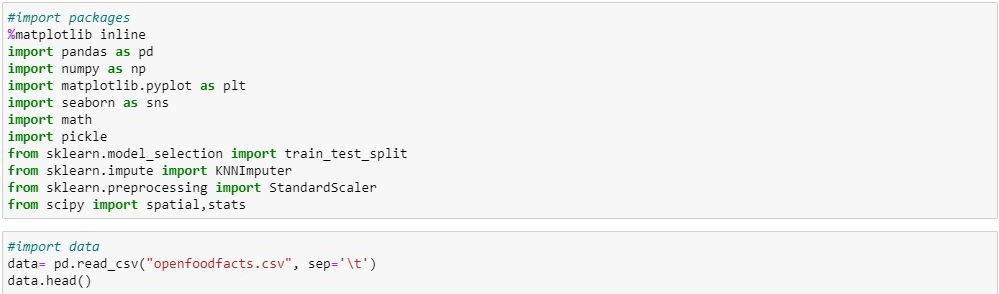 #import packages
%matplotlib inline
import pandas as pd
import numpy as np
import matplotlib.pyplot as plt
import seaborn as sns
import math
import pickle
from sklearn.model_selection import train_test_split
from sklearn.impute import KNNImputer
from sklearn.preprocessing import StandardScaler
from scipy import spatial,stats
#import data
data= pd.read_csv("openfoodfacts.csv", sep='\t')
data.head()